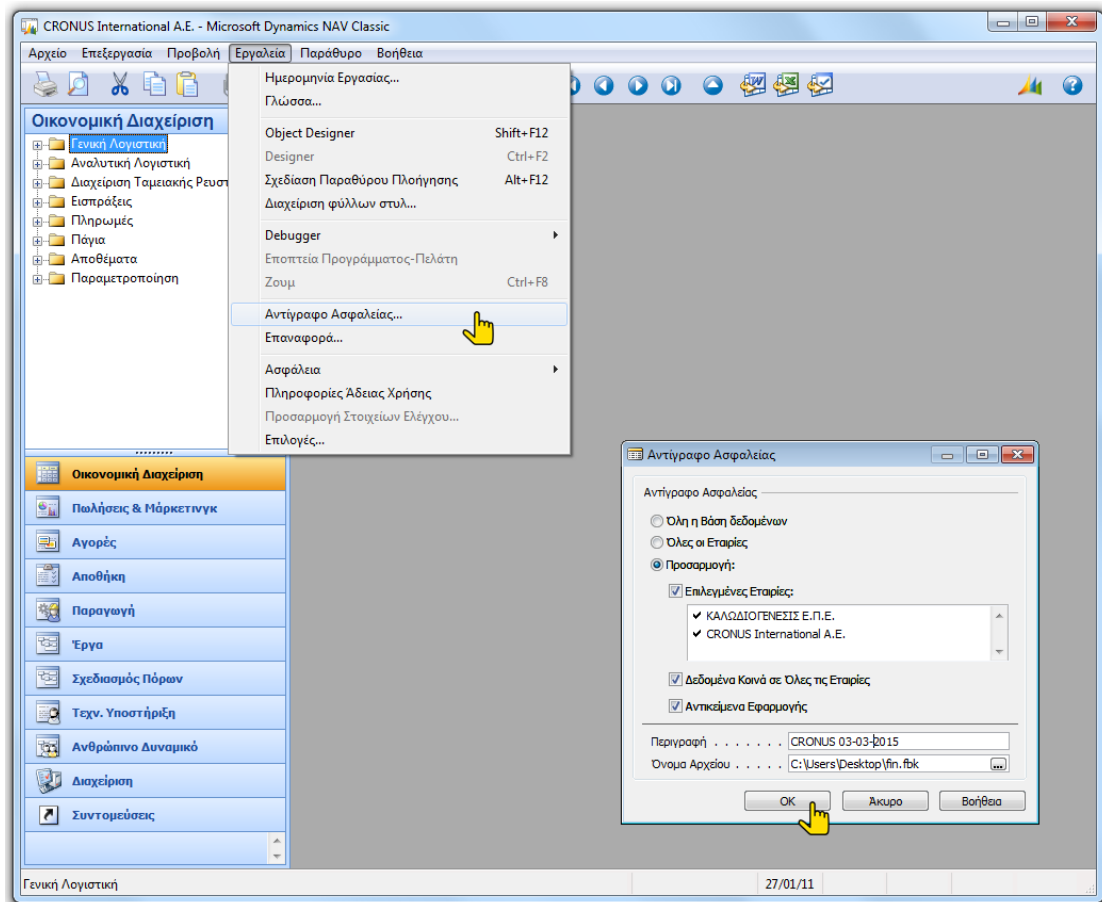 CRONUS International A.E. - Microsoft Dynamics NAV Classic
Αρχείο Επεξεργασία Προβολή Εργαλεία Παράθυρο Βοήθεια
Ημερομηνία Εργασίας...
Γλώσσα...
Object Designer Shift+F12
Designer Ctrl+F2
Σχεδίαση Παραθύρου Πλοήγησης Alt+F12
Διαχείριση φύλλων στυλ...
Debugger
Εποπτεία Προγράμματος-Πελάτη
Ζουμ Ctrl+F8
Αντίγραφο Ασφαλείας...
Επαναφορά...
Ασφάλεια
Πληροφορίες Άδειας Χρήσης
Προσαρμογή Στοιχείων Ελέγχου...
Επιλογές...
Οικονομική Διαχείριση
Γενική Λογιστική
Αναλυτική Λογιστική
Διαχείριση Ταμειακής Ρευστ
Εισπράξεις
Πληρωμές
Πάγια
Αποθέματα
Παραμετροποίηση
Οικονομική Διαχείριση
Πωλήσεις & Μάρκετινγκ
Αγορές
Αποθήκη
Παραγωγή
Έργα
Σχεδιασμός Πόρων
Τεχν. Υποστήριξη
Ανθρώπινο Δυναμικό
Διαχείριση
Συντομεύσεις
Αντίγραφο Ασφαλείας
Αντίγραφο Ασφαλείας
Όλη η Βάση δεδομένων
Όλες οι Εταιρίες
Προσαρμογή:
Επιλεγμένες Εταιρίες:
ΚΑΛΩΔΙΟΓΕΝΕΣΙΣ Ε.Π.Ε.
CRONUS International A.E.
Δεδομένα Κοινά σε Όλες τις Εταιρίες
Αντικείμενα Εφαρμογής
Περιγραφή . . . . . . . CRONUS 03-03-2015
Όνομα Αρχείου . . . . . C:\Users\Desktop\fin.fbk
OK Άκυρο Βοήθεια
Γενική Λογιστική 27/01/11